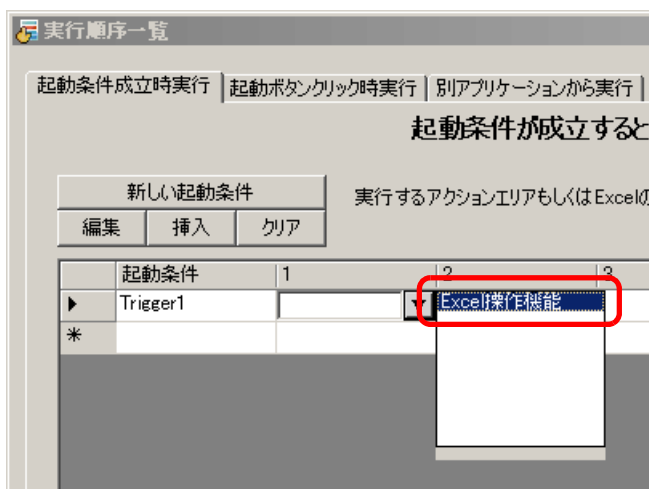 実行順序一覧
起動条件成立時実行 起動ボタンクリック時実行 別アプリケーションから実行
起動条件が成立すると
新しい起動条件 実行するアクションエリアもしくはExcelの
編集 挿入 クリア
起動条件 1 2 3
Trigger1 Excel操作機能